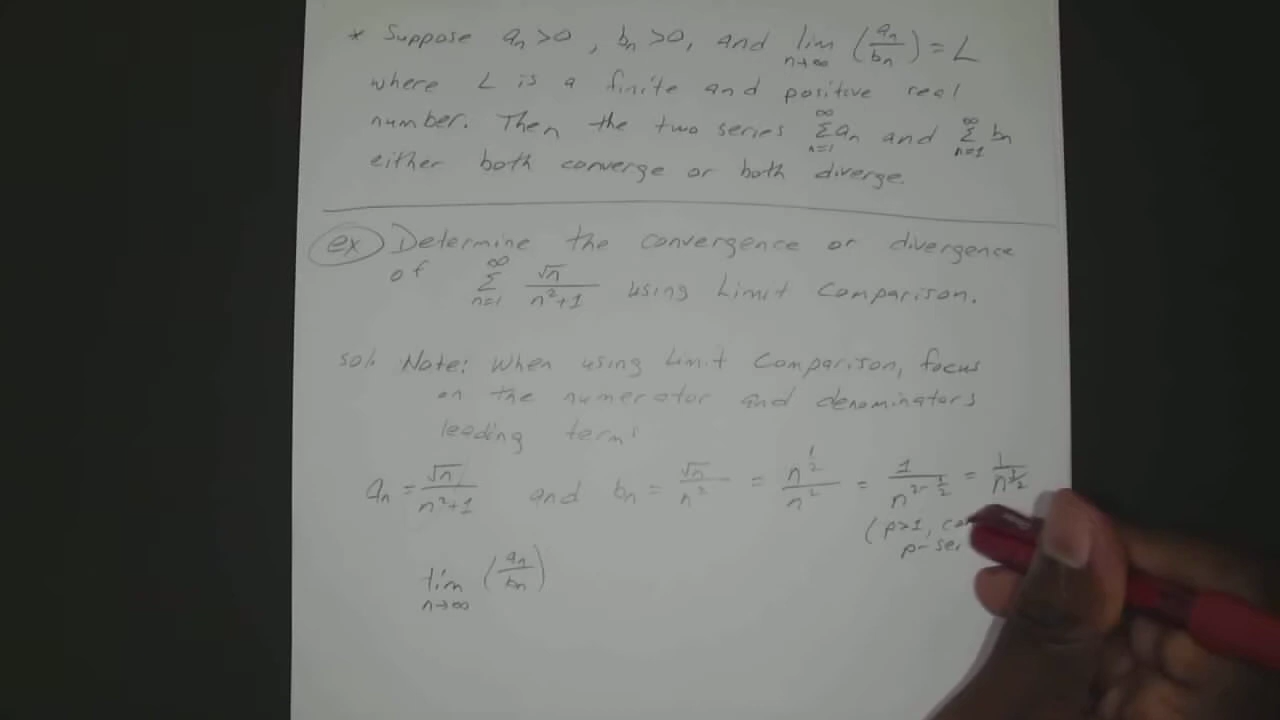 * Suppose aₙ>0, bₙ>0, and lim n→∞ (aₙ/bₙ) = L
where L is a finite and positive real
number. Then the two series ∞ Σ n=1 aₙ and ∞ Σ n=1 bₙ
either both converge or both diverge.
ex Determine the convergence or divergence
of ∞ Σ n=1 √n/(n²+1) using Limit Comparison.
sol. Note: When using Limit Comparison, focus
on the numerator and denominators
leading terms
aₙ = √n/(n²+1) and bₙ = √n/n² = n^(1/2)/n² = 1/n^(2-1/2) = 1/n^(3/2)
(p>1,
lim n→∞ (aₙ/bₙ)